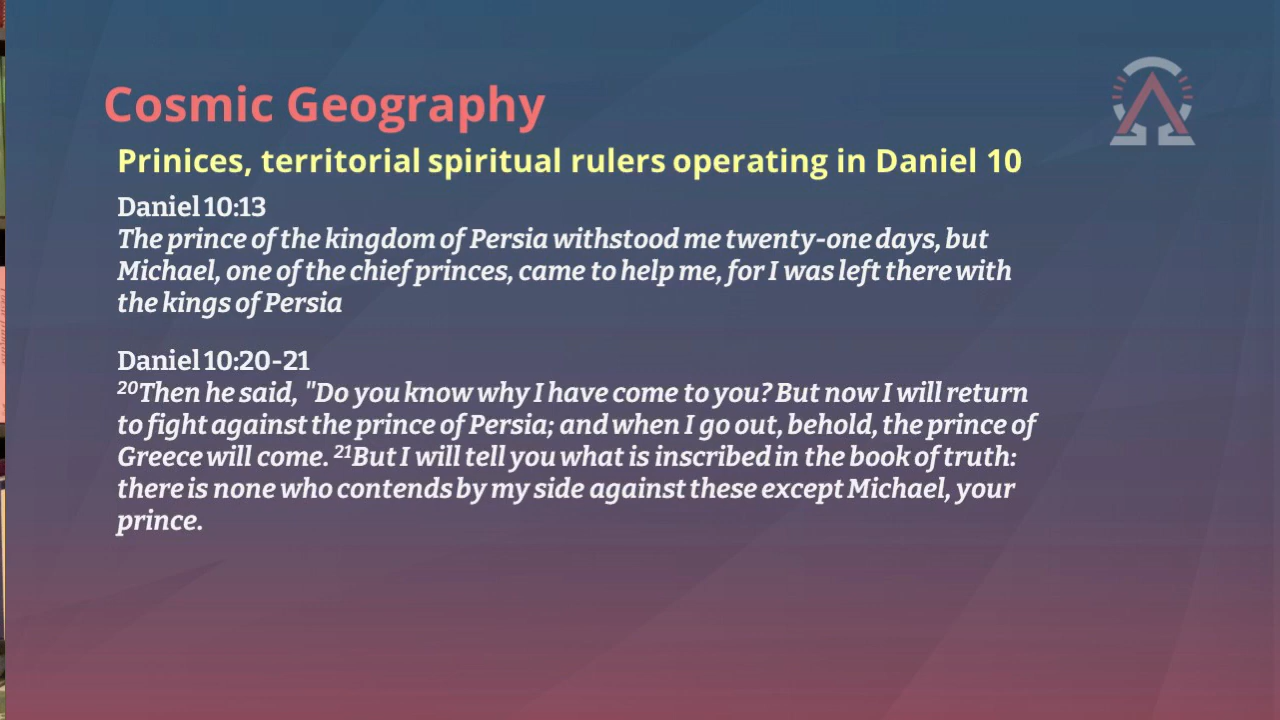 Cosmic Geography
Prinices, territorial spiritual rulers operating in Daniel 10
Daniel 10:13
The prince of the kingdom of Persia withstood me twenty-one days, but
Michael, one of the chief princes, came to help me, for I was left there with
the kings of Persia
Daniel 10:20-21
20Then he said, "Do you know why I have come to you? But now I will return
to fight against the prince of Persia; and when I go out, behold, the prince of
Greece will come. 21But I will tell you what is inscribed in the book of truth:
there is none who contends by my side against these except Michael, your
prince.